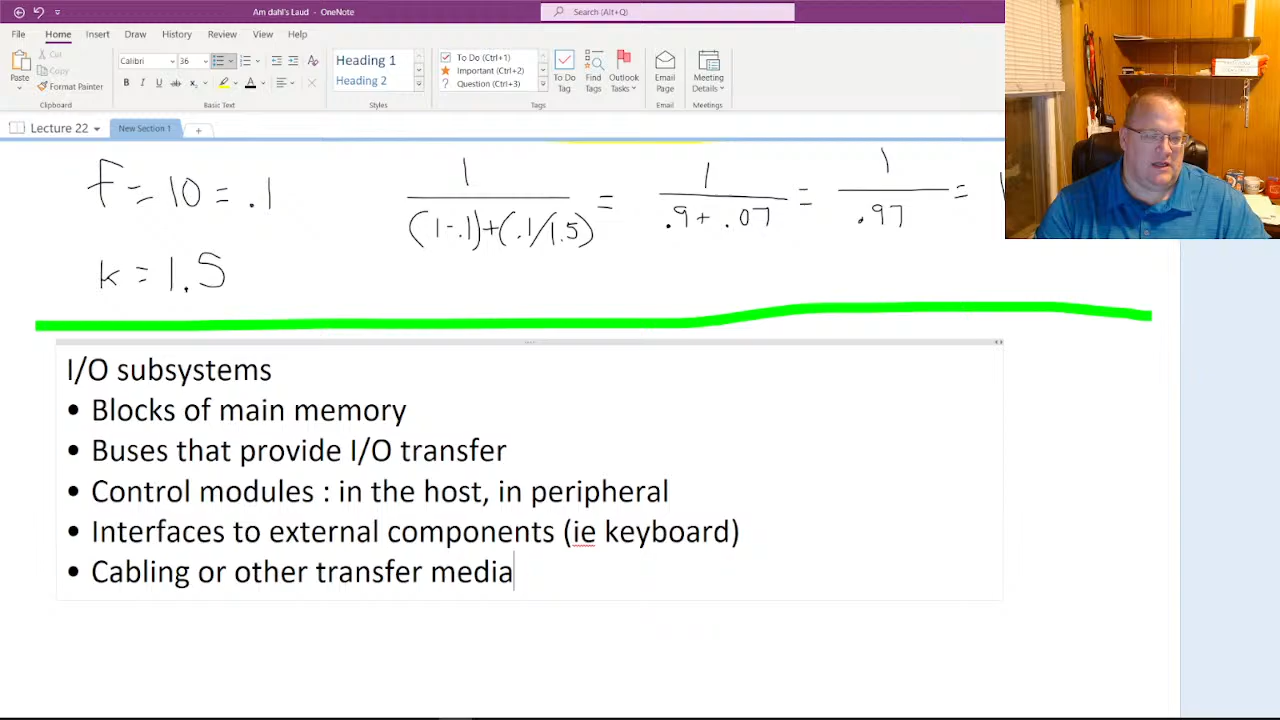 Am dahl's Laud - OneNote
Search (Alt+Q)
File Home Insert Draw History Review View Help
Paste
Cut
Copy
Format Painter
Clipboard
Calibri 36
B I U ab
Basic Text
Heading 1
Heading 2
Styles
To Do (Ctrl+1)
Important (Ctrl+2)
Question (Ctrl+3)
To Do Tag
Find Tags
Outlook Tasks
Tags
Email Page
Email
Meeting Details
Meetings
Lecture 22
New Section 1
+
f = 10 = .1
1/((1-.1)+(.1/1.5)) = 1/(.9 + .07) = 1/.97 =
k = 1.5
I/O subsystems
• Blocks of main memory
• Buses that provide I/O transfer
• Control modules : in the host, in peripheral
• Interfaces to external components (ie keyboard)
• Cabling or other transfer media